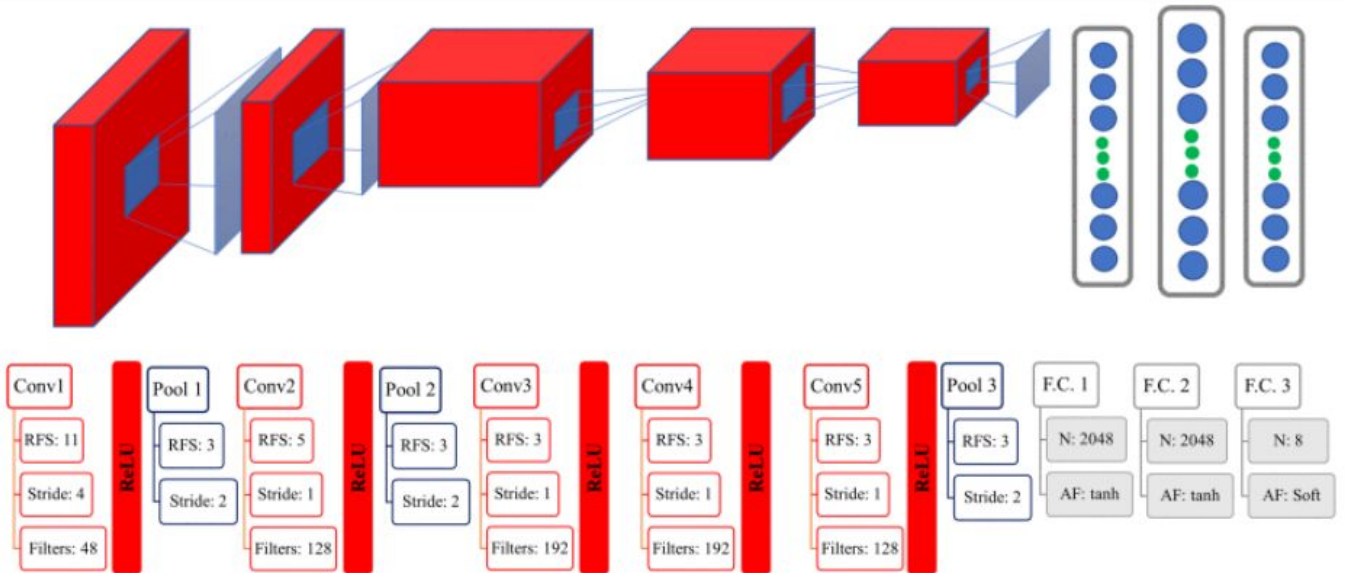 Conv1
RFS: 11
Stride: 4
Filters: 48
ReLU
Pool 1
RFS: 3
Stride: 2
Conv2
RFS: 5
Stride: 1
Filters: 128
ReLU
Pool 2
RFS: 3
Stride: 2
Conv3
RFS: 3
Stride: 1
Filters: 192
ReLU
Conv4
RFS: 3
Stride: 1
Filters: 192
ReLU
Conv5
RFS: 3
Stride: 1
Filters: 128
ReLU
Pool 3
RFS: 3
Stride: 2
F.C. 1
N: 2048
AF: tanh
F.C. 2
N: 2048
AF: tanh
F.C. 3
N: 8
AF: Soft